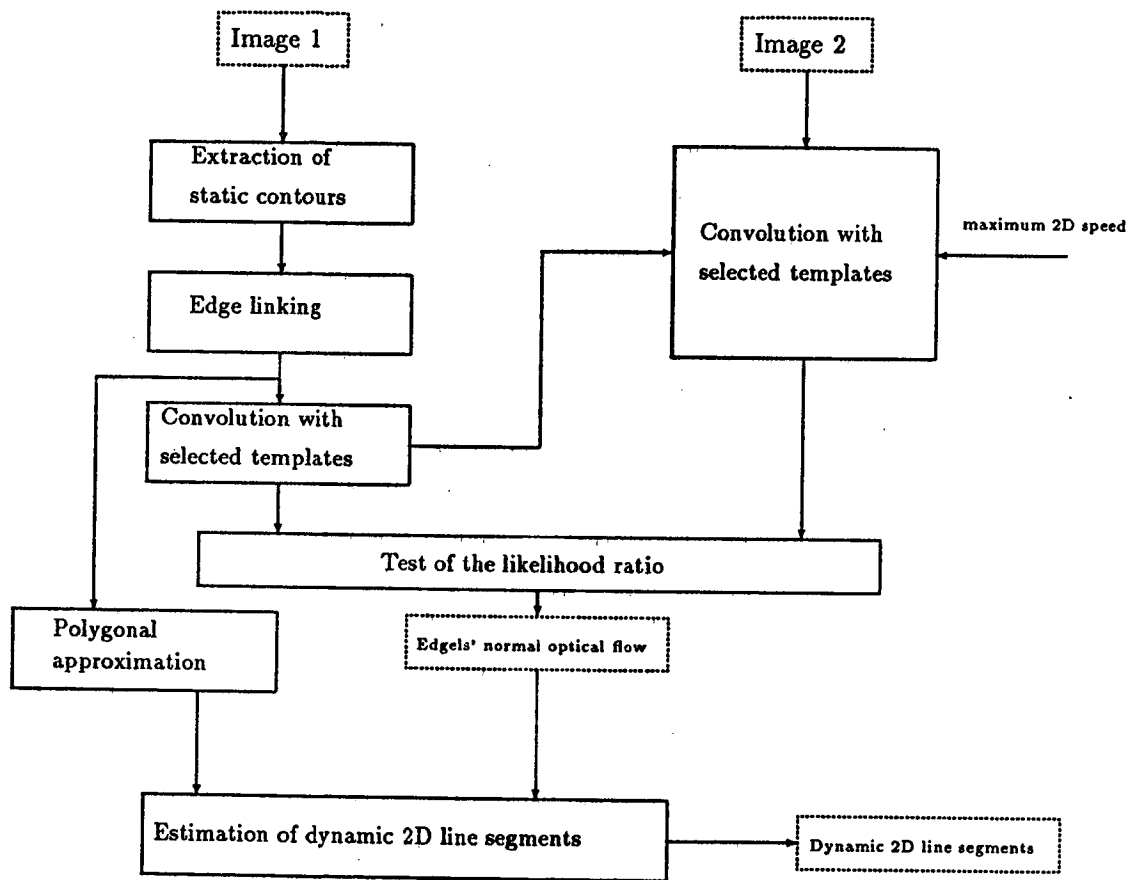 Image 1
Image 2
Extraction of
static contours
Convolution with
selected templates
maximum 2D speed
Edge linking
Convolution with
selected templates
Test of the likelihood ratio
Polygonal
approximation
Edgels' normal optical flow
Estimation of dynamic 2D line segments
Dynamic 2D line segments